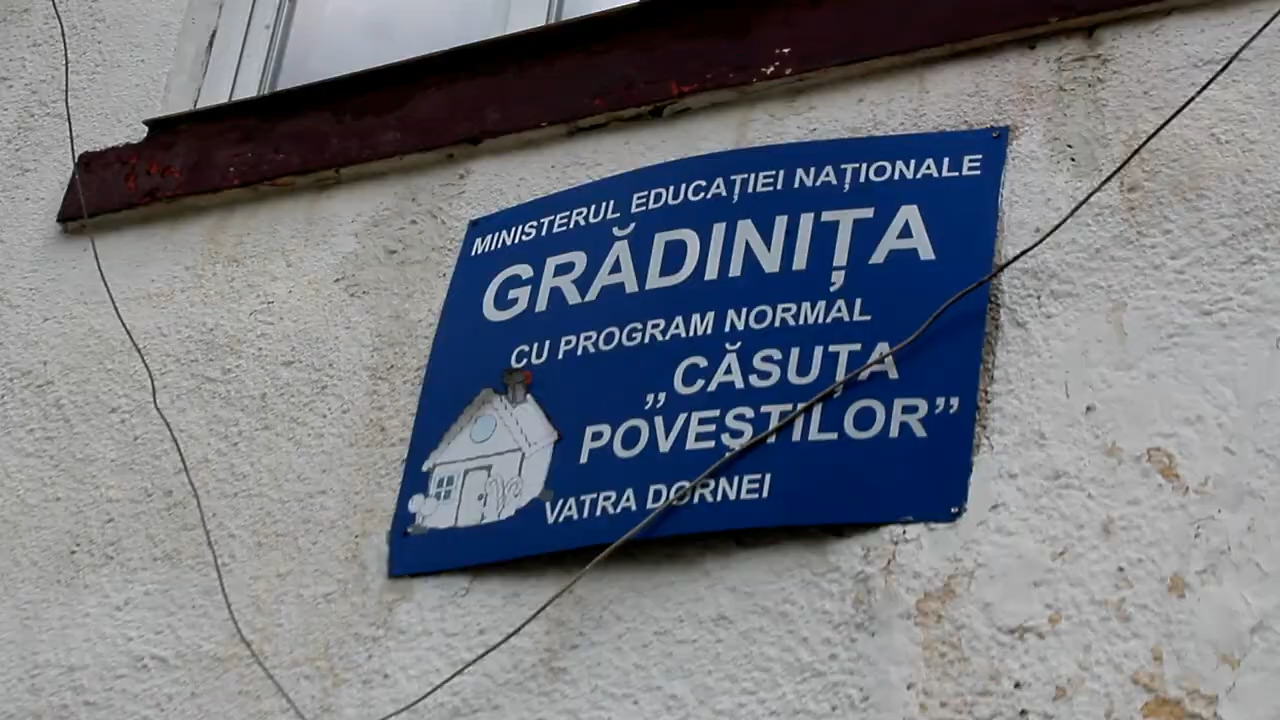 MINISTERUL EDUCAȚIEI NAȚIONALE
GRĂDINIȚA
CU PROGRAM NORMAL
„CĂSUȚA
POVEȘTILOR”
VATRA DORNEI